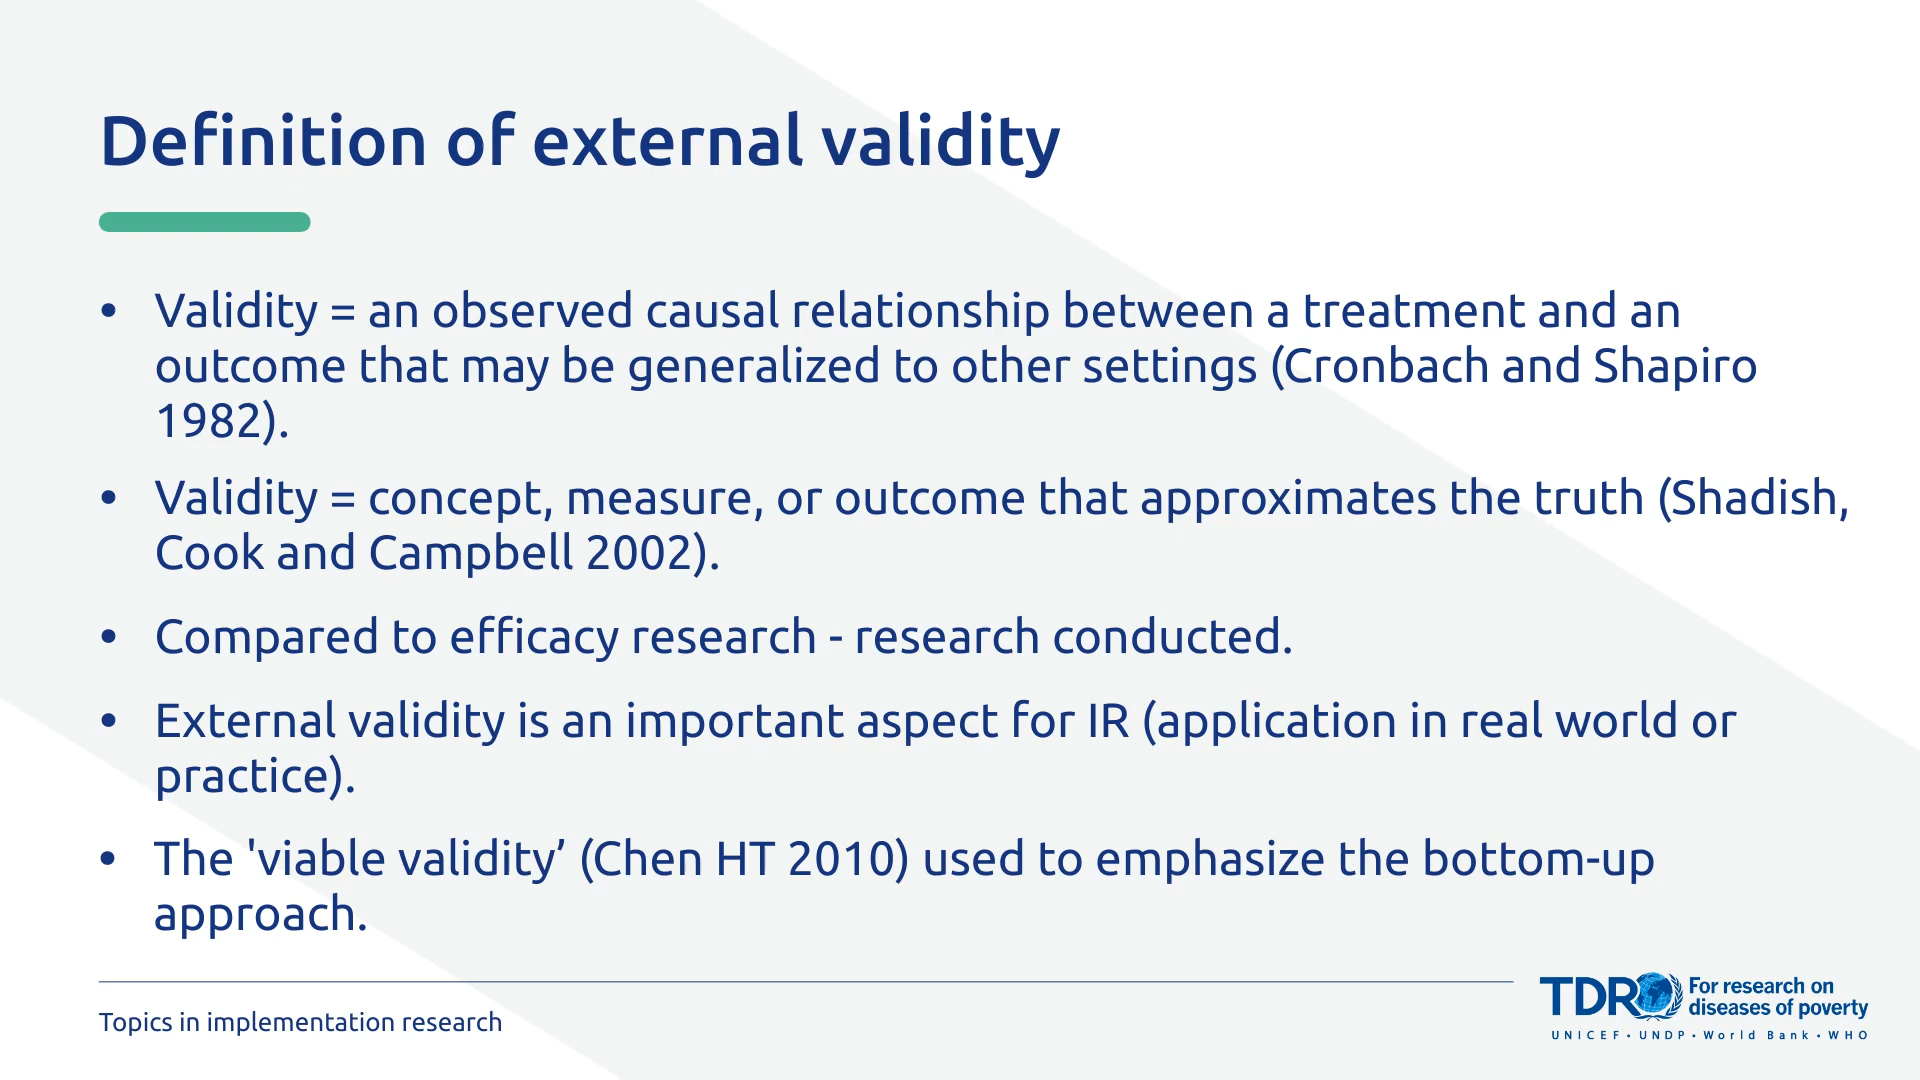 Definition of external validity
• Validity = an observed causal relationship between a treatment and an
outcome that may be generalized to other settings (Cronbach and Shapiro
1982).
• Validity = concept, measure, or outcome that approximates the truth (Shadish,
Cook and Campbell 2002).
• Compared to efficacy research - research conducted.
• External validity is an important aspect for IR (application in real world or
practice).
• The 'viable validity’ (Chen HT 2010) used to emphasize the bottom-up
approach.
Topics in implementation research
TDR For research on
diseases of poverty
UNICEF • UNDP • World Bank • WHO